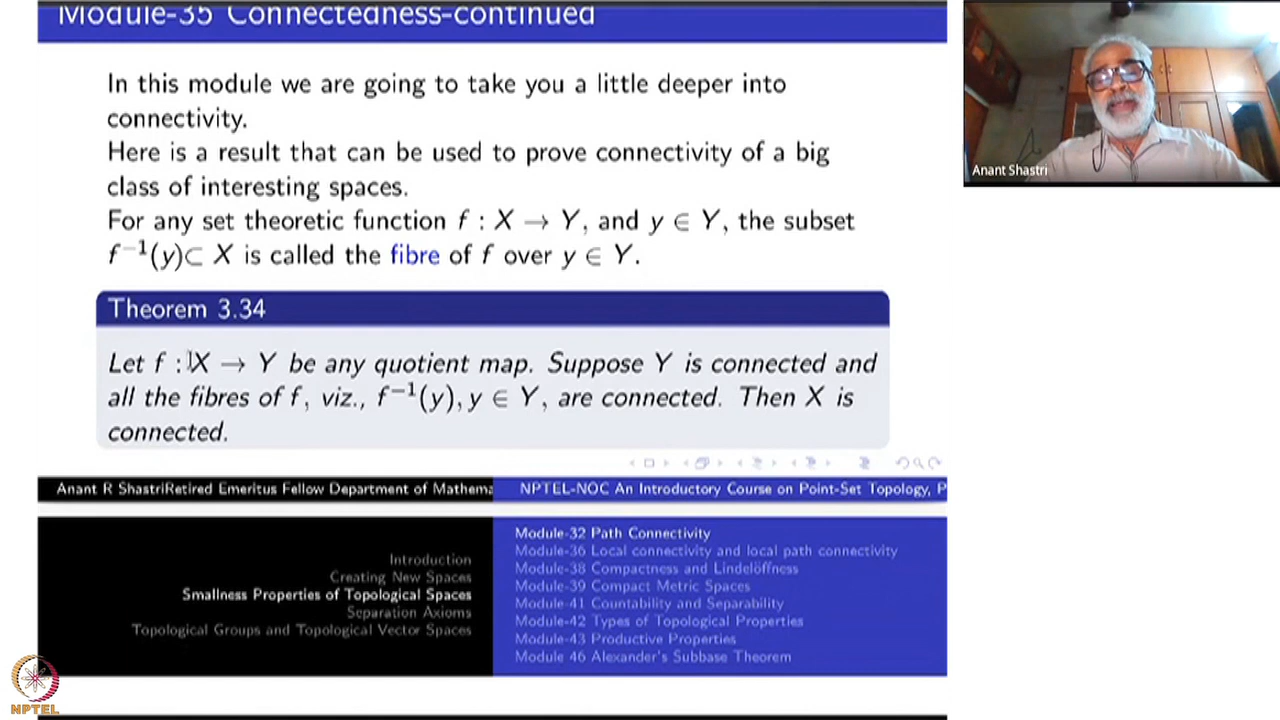 Module-35 Connectedness-continued
Anant Shastri
In this module we are going to take you a little deeper into
connectivity.
Here is a result that can be used to prove connectivity of a big
class of interesting spaces.
For any set theoretic function f : X → Y, and y ∈ Y, the subset
f⁻¹(y)⊂ X is called the fibre of f over y ∈ Y.
Theorem 3.34
Let f : X → Y be any quotient map. Suppose Y is connected and
all the fibres of f, viz., f⁻¹(y), y ∈ Y, are connected. Then X is
connected.
Anant R ShastriRetired Emeritus Fellow Department of Mathema
NPTEL-NOC An Introductory Course on Point-Set Topology, P
Introduction
Creating New Spaces
Smallness Properties of Topological Spaces
Separation Axioms
Topological Groups and Topological Vector Spaces
Module-32 Path Connectivity
Module-36 Local connectivity and local path connectivity
Module-38 Compactness and Lindelöffness
Module-39 Compact Metric Spaces
Module-41 Countability and Separability
Module-42 Types of Topological Properties
Module-43 Productive Properties
Module 46 Alexander's Subbase Theorem
NPTEL